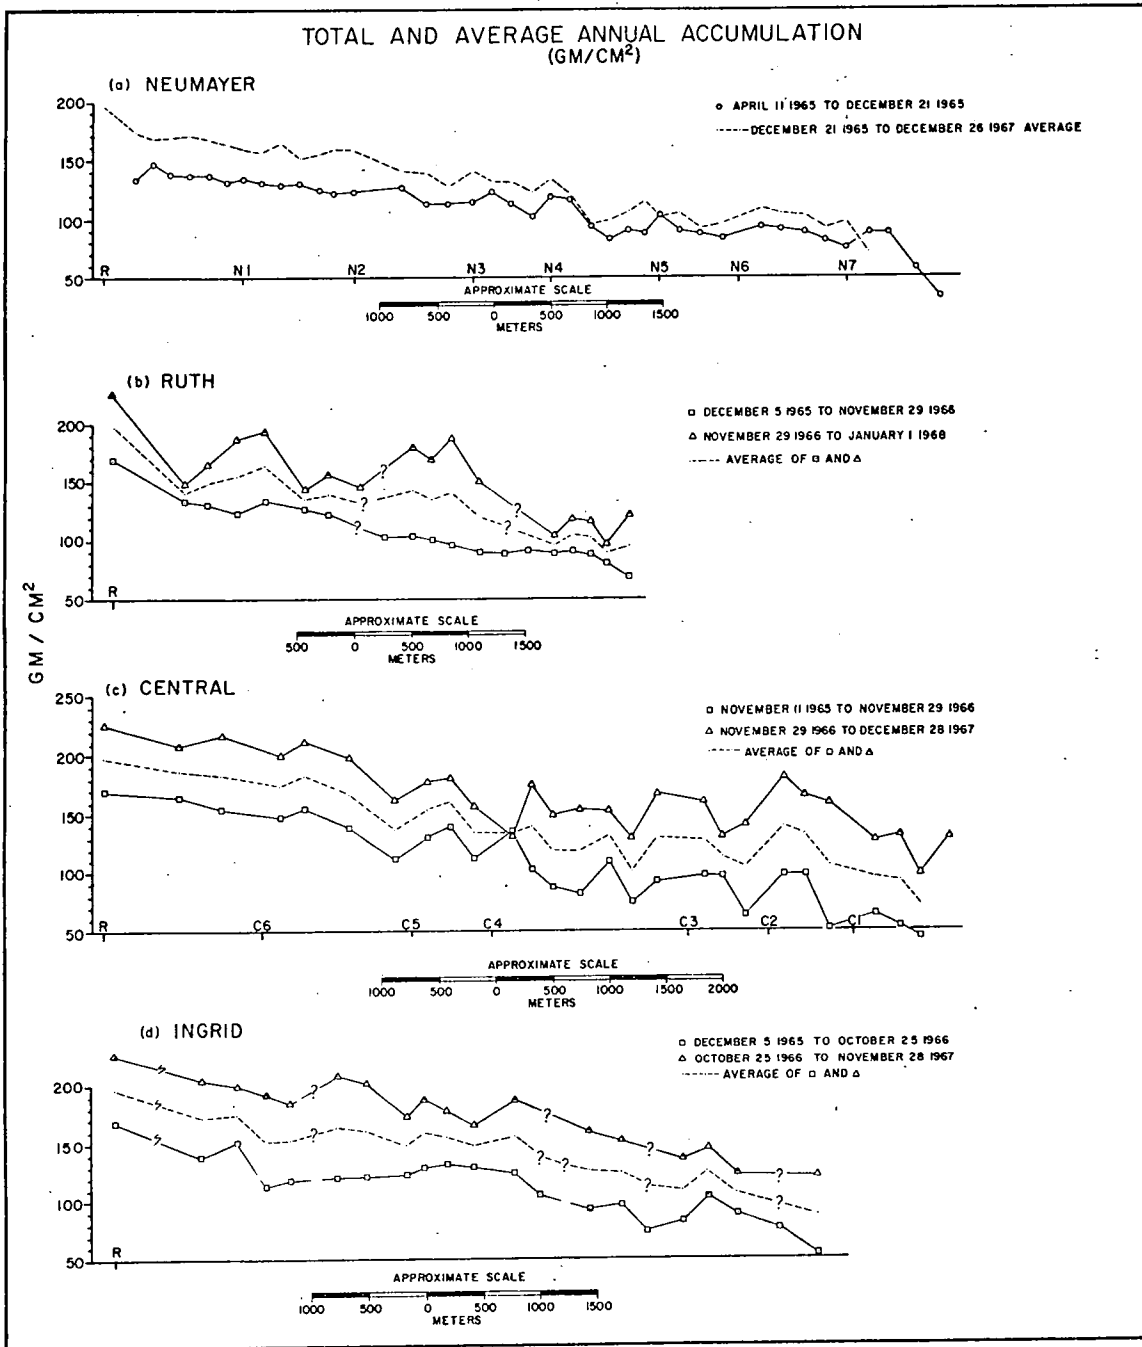 TOTAL AND AVERAGE ANNUAL ACCUMULATION
(GM/CM²)
GM / CM²
(a) NEUMAYER
APRIL 11 1965 TO DECEMBER 21 1965
DECEMBER 21 1965 TO DECEMBER 26 1967 AVERAGE
200
150
100
50
R N1 N2 N3 N4 N5 N6 N7
APPROXIMATE SCALE
1000 500 0 500 1000 1500
METERS
(b) RUTH
DECEMBER 5 1965 TO NOVEMBER 29 1966
NOVEMBER 29 1966 TO JANUARY 1 1968
AVERAGE OF □ AND △
200
150
100
50
? ? ? ? ?
R
APPROXIMATE SCALE
500 0 500 1000 1500
METERS
(c) CENTRAL
NOVEMBER 11 1965 TO NOVEMBER 29 1966
NOVEMBER 29 1966 TO DECEMBER 28 1967
AVERAGE OF □ AND △
250
200
150
100
50
R C6 C5 C4 C3 C2 C1
APPROXIMATE SCALE
1000 500 0 500 1000 1500 2000
METERS
(d) INGRID
DECEMBER 5 1965 TO OCTOBER 25 1966
OCTOBER 25 1966 TO NOVEMBER 28 1967
AVERAGE OF □ AND △
200
150
100
50
? ? ? ? ? ? ? ? ?
R
APPROXIMATE SCALE
1000 500 0 500 1000 1500
METERS